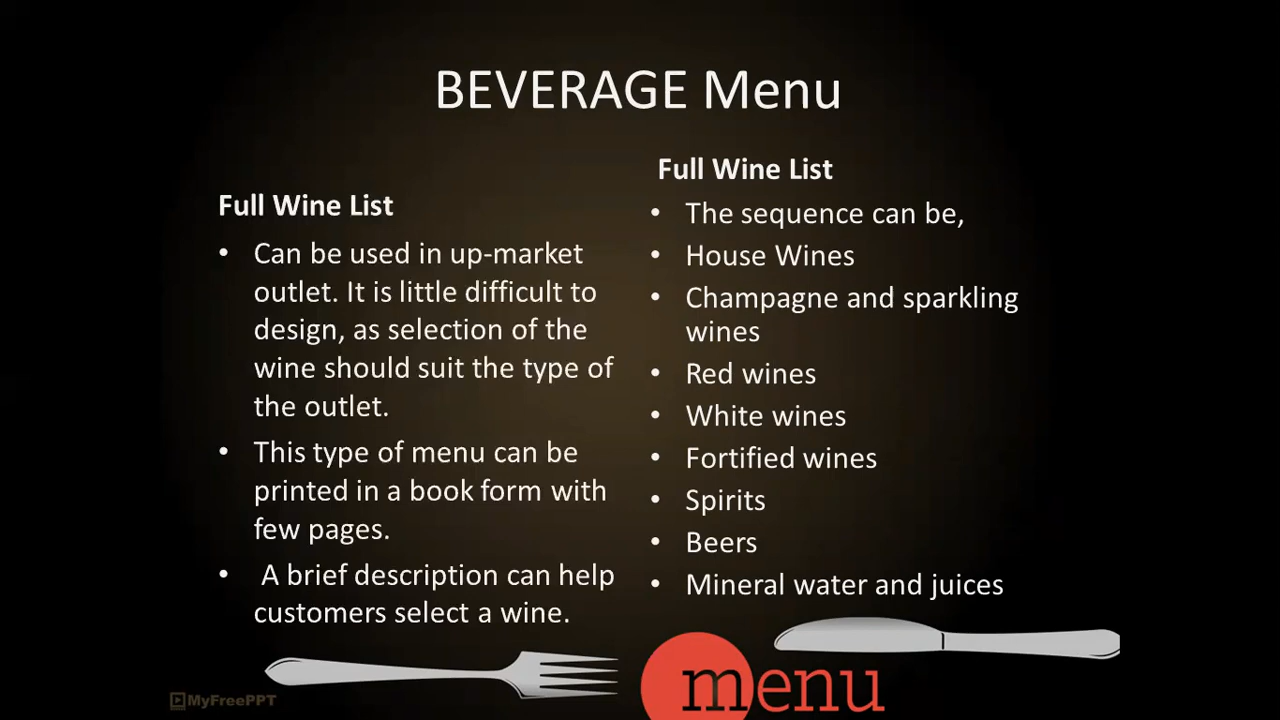 BEVERAGE Menu
Full Wine List
• Can be used in up-market
outlet. It is little difficult to
design, as selection of the
wine should suit the type of
the outlet.
• This type of menu can be
printed in a book form with
few pages.
• A brief description can help
customers select a wine.
Full Wine List
• The sequence can be,
• House Wines
• Champagne and sparkling
wines
• Red wines
• White wines
• Fortified wines
• Spirits
• Beers
• Mineral water and juices
menu
MyFreePPT